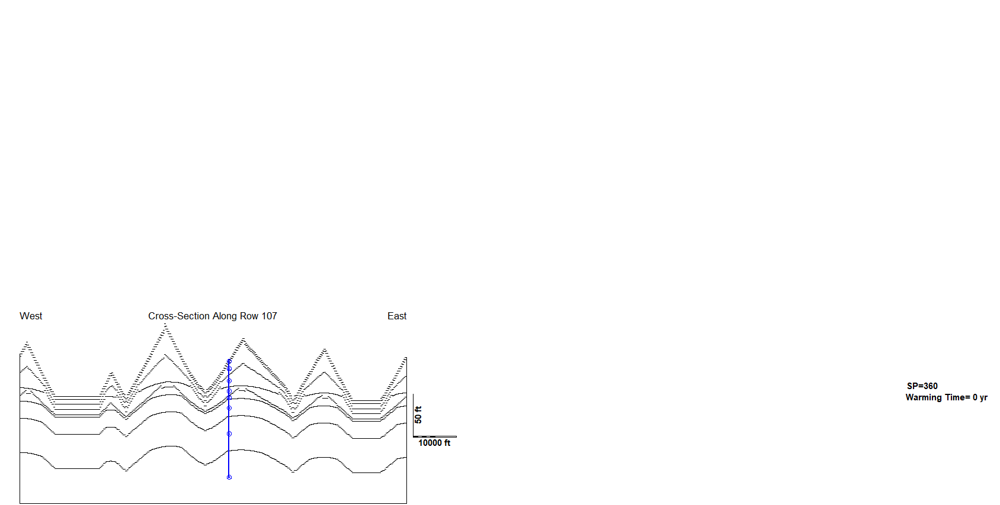 West
Cross-Section Along Row 107
East
SP=360
Warming Time= 0 yr
50 ft
10000 ft